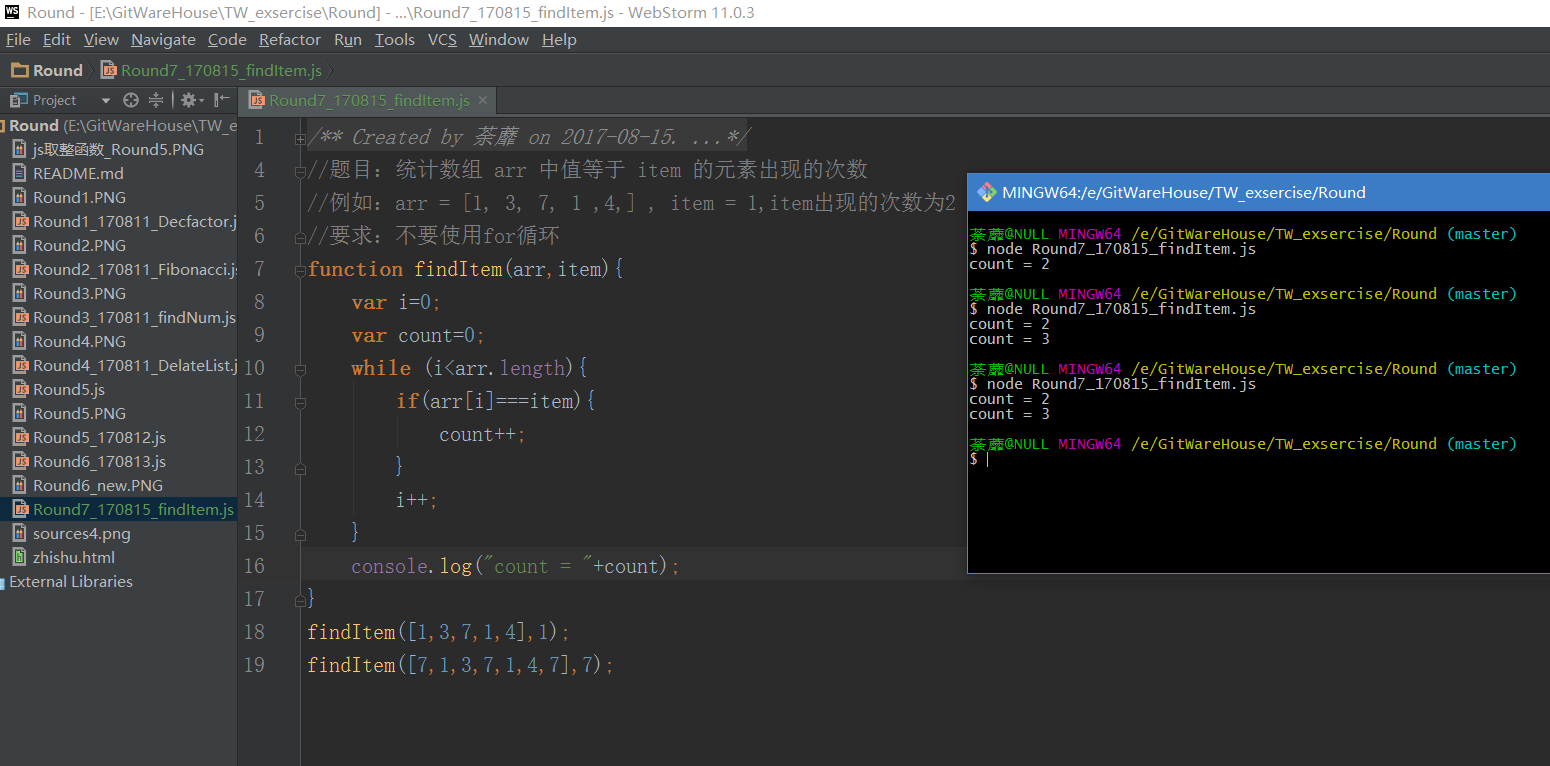 WS Round - [E:\GitWareHouse\TW_exsercise\Round] - ...\Round7_170815_findItem.js - WebStorm 11.0.3
File Edit View Navigate Code Refactor Run Tools VCS Window Help
Round Round7_170815_findItem.js
Project
Round7_170815_findItem.js
Round (E:\GitWareHouse\TW_e
js取整函数_Round5.PNG
README.md
Round1.PNG
Round1_170811_Decfactor.j
Round2.PNG
Round2_170811_Fibonacci.js
Round3.PNG
Round3_170811_findNum.js
Round4.PNG
Round4_170811_DelateList.j
Round5.js
Round5.PNG
Round5_170812.js
Round6_170813.js
Round6_new.PNG
Round7_170815_findItem.js
sources4.png
zhishu.html
External Libraries
1 /** Created by 荼蘼 on 2017-08-15. ...*/
4 //题目：统计数组 arr 中值等于 item 的元素出现的次数
5 //例如：arr = [1, 3, 7, 1 ,4,] , item = 1,item出现的次数为2
6 //要求：不要使用for循环
7 function findItem(arr,item){
8 var i=0;
9 var count=0;
10 while (i<arr.length){
11 if(arr[i]===item){
12 count++;
13 }
14 i++;
15 }
16 console.log("count = "+count);
17 }
18 findItem([1,3,7,1,4],1);
19 findItem([7,1,3,7,1,4,7],7);
MINGW64:/e/GitWareHouse/TW_exsercise/Round
荼蘼@NULL MINGW64 /e/GitWareHouse/TW_exsercise/Round (master)
$ node Round7_170815_findItem.js
count = 2
荼蘼@NULL MINGW64 /e/GitWareHouse/TW_exsercise/Round (master)
$ node Round7_170815_findItem.js
count = 2
count = 3
荼蘼@NULL MINGW64 /e/GitWareHouse/TW_exsercise/Round (master)
$ node Round7_170815_findItem.js
count = 2
count = 3
荼蘼@NULL MINGW64 /e/GitWareHouse/TW_exsercise/Round (master)
$